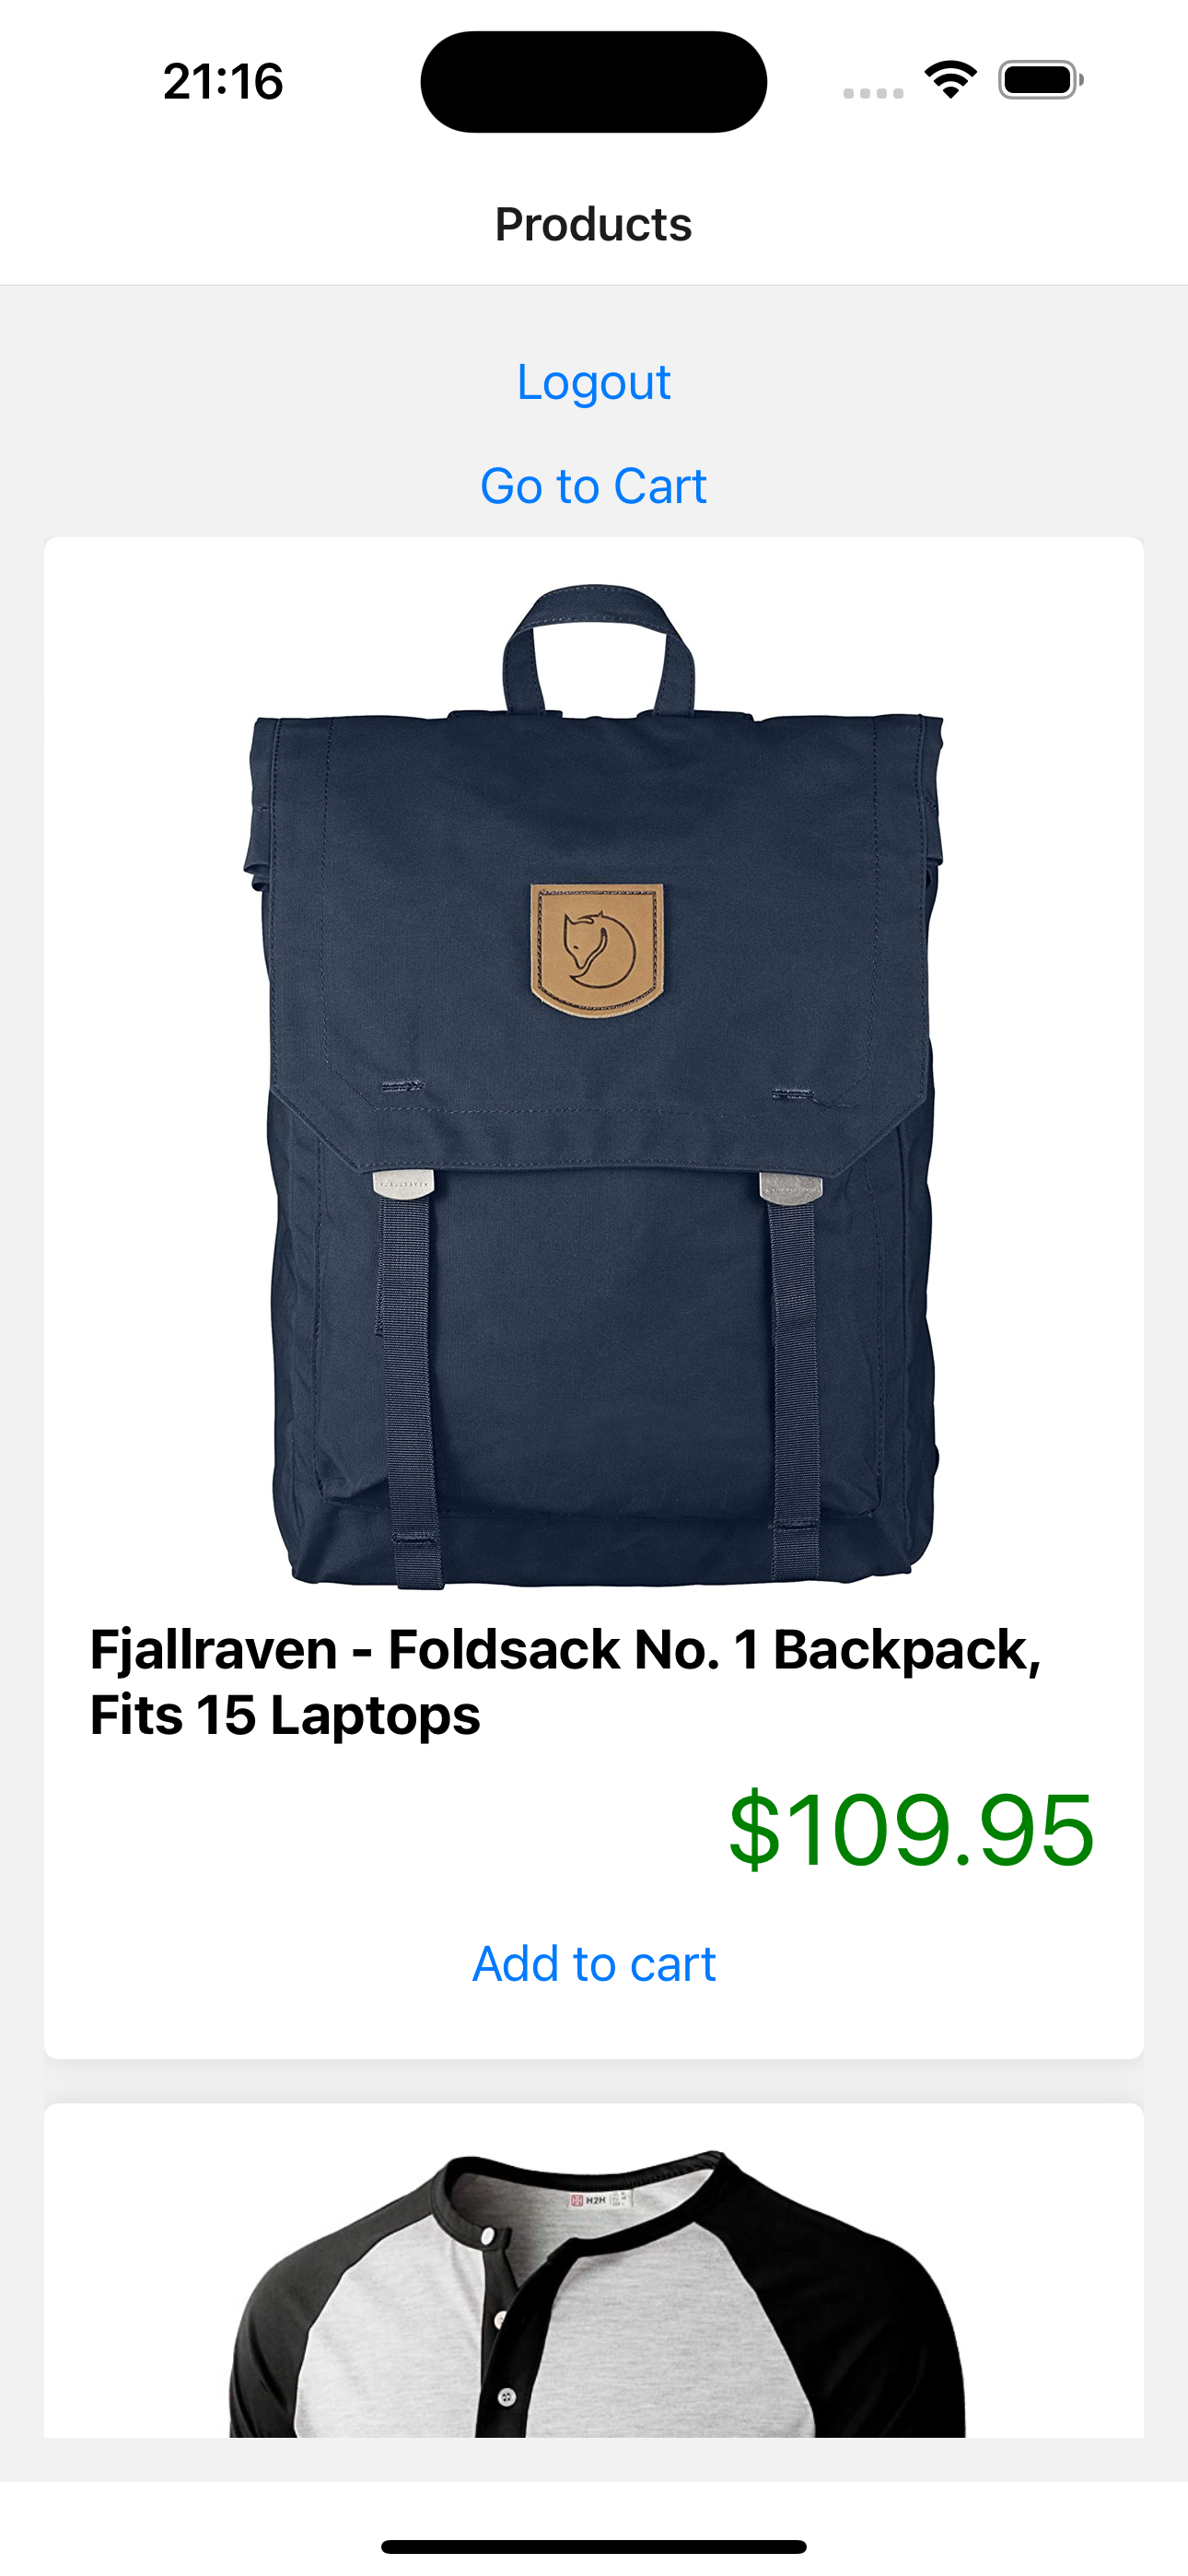 21:16
Products
Logout
Go to Cart
Fjallraven - Foldsack No. 1 Backpack,
Fits 15 Laptops
$109.95
Add to cart
H2H